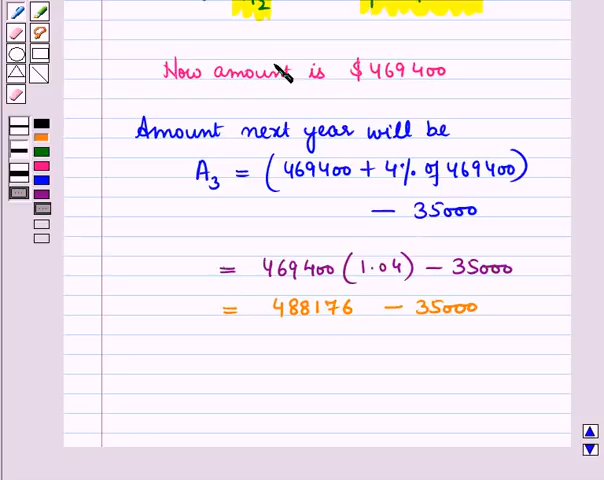 Now amount is $469400
Amount next year will be
A3 = (469400 + 4% of 469400)
— 35000
= 469400 (1.04) — 35000
= 488176 — 35000